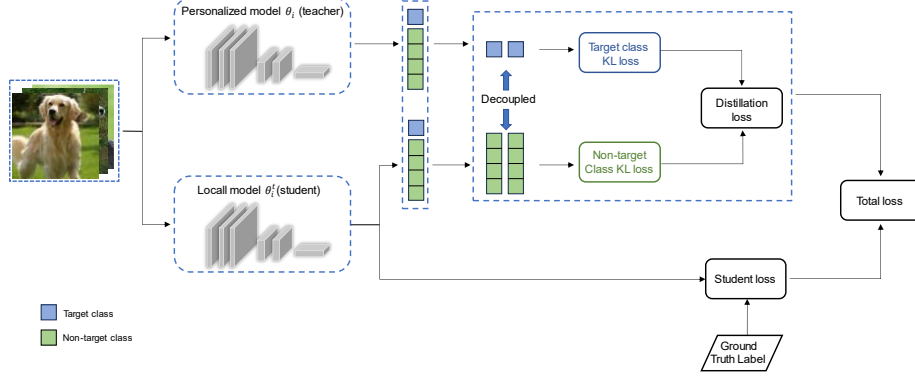 Personalized model θᵢ (teacher)
Target class
KL loss
Decoupled
Distillation
loss
Non-target
Class KL loss
Locall model θᵢᵗ(student)
Total loss
Student loss
Target class
Non-target class
Ground
Truth Label